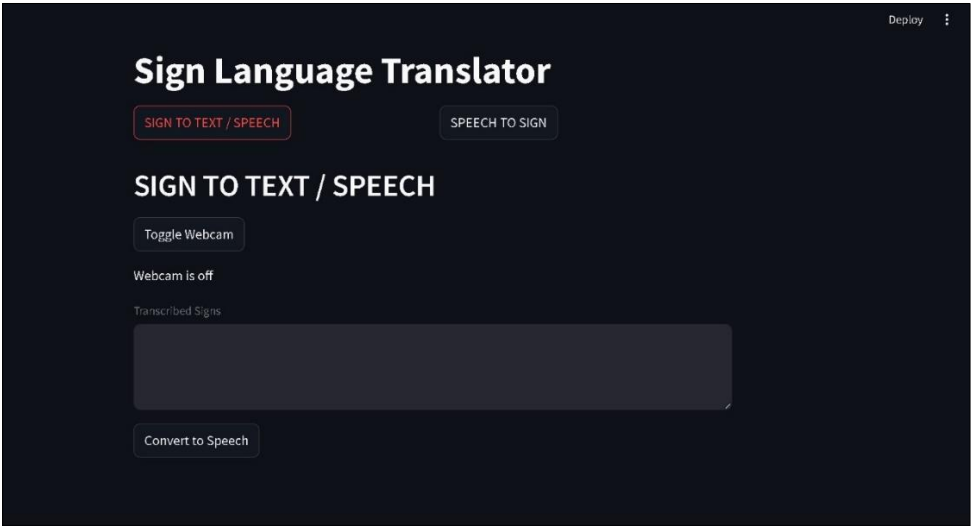 Deploy
Sign Language Translator
SIGN TO TEXT / SPEECH
SPEECH TO SIGN
SIGN TO TEXT / SPEECH
Toggle Webcam
Webcam is off
Transcribed Signs
Convert to Speech